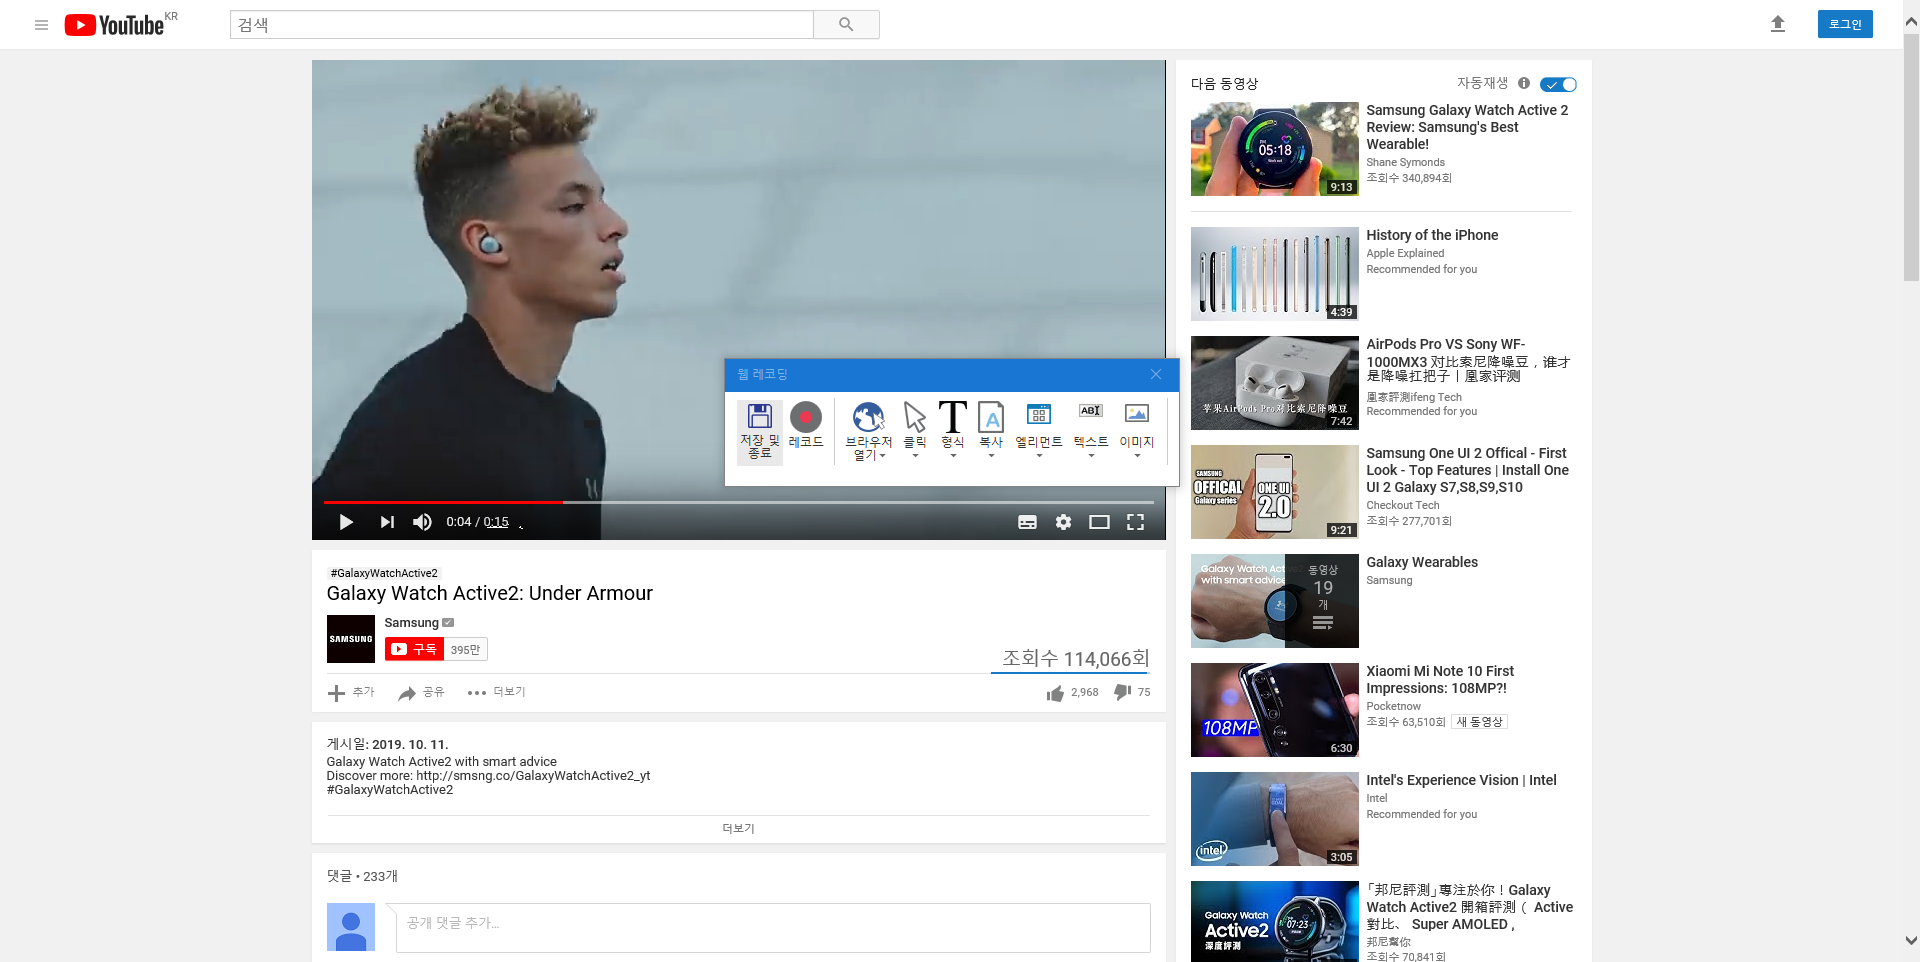 YouTube KR
검색
로그인
0:04 / 0:15
#GalaxyWatchActive2
Galaxy Watch Active2: Under Armour
SAMSUNG
Samsung
구독 395만
조회수 114,066회
추가 공유 더보기 2,968 75
게시일: 2019. 10. 11.
Galaxy Watch Active2 with smart advice
Discover more: http://smsng.co/GalaxyWatchActive2_yt
#GalaxyWatchActive2
더보기
댓글 • 233개
공개 댓글 추가...
웹 레코딩
저장 및
종료
레코드
브라우저
열기
클릭
형식
복사
엘리먼트
ABI
텍스트
이미지
다음 동영상 자동재생
05:18
9:13
Samsung Galaxy Watch Active 2
Review: Samsung's Best
Wearable!
Shane Symonds
조회수 340,894회
4:39
History of the iPhone
Apple Explained
Recommended for you
苹果AirPods Pro对比索尼降噪豆
7:42
AirPods Pro VS Sony WF-
1000MX3 对比索尼降噪豆，谁才
是降噪扛把子丨凰家评测
凰家評測ifeng Tech
Recommended for you
SAMSUNG
OFFICAL
Galaxy series
ONE UI
2.0
9:21
Samsung One UI 2 Offical - First
Look - Top Features | Install One
UI 2 Galaxy S7,S8,S9,S10
Checkout Tech
조회수 277,701회
Galaxy Watch Act
with smart advice
동영상
19
개
Galaxy Wearables
Samsung
108MP
6:30
Xiaomi Mi Note 10 First
Impressions: 108MP?!
Pocketnow
조회수 63,510회 새 동영상
intel
3:05
Intel's Experience Vision | Intel
Intel
Recommended for you
Galaxy Watch
Active2
深度評測
07:23
「邦尼評測」專注於你！Galaxy
Watch Active2 開箱評測（ Active
對比、 Super AMOLED ,
邦尼幫你
조회수 70,841회